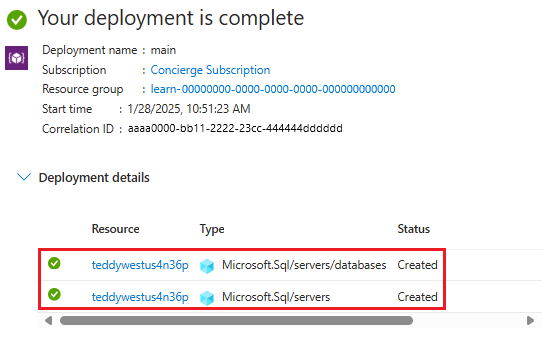 Your deployment is complete
Deployment name : main
Subscription : Concierge Subscription
Resource group : learn-00000000-0000-0000-0000-000000000000
Start time : 1/28/2025, 10:51:23 AM
Correlation ID : aaaa0000-bb11-2222-23cc-444444dddddd
Deployment details
Resource Type Status
teddywestus4n36p Microsoft.Sql/servers/databases Created
teddywestus4n36p Microsoft.Sql/servers Created